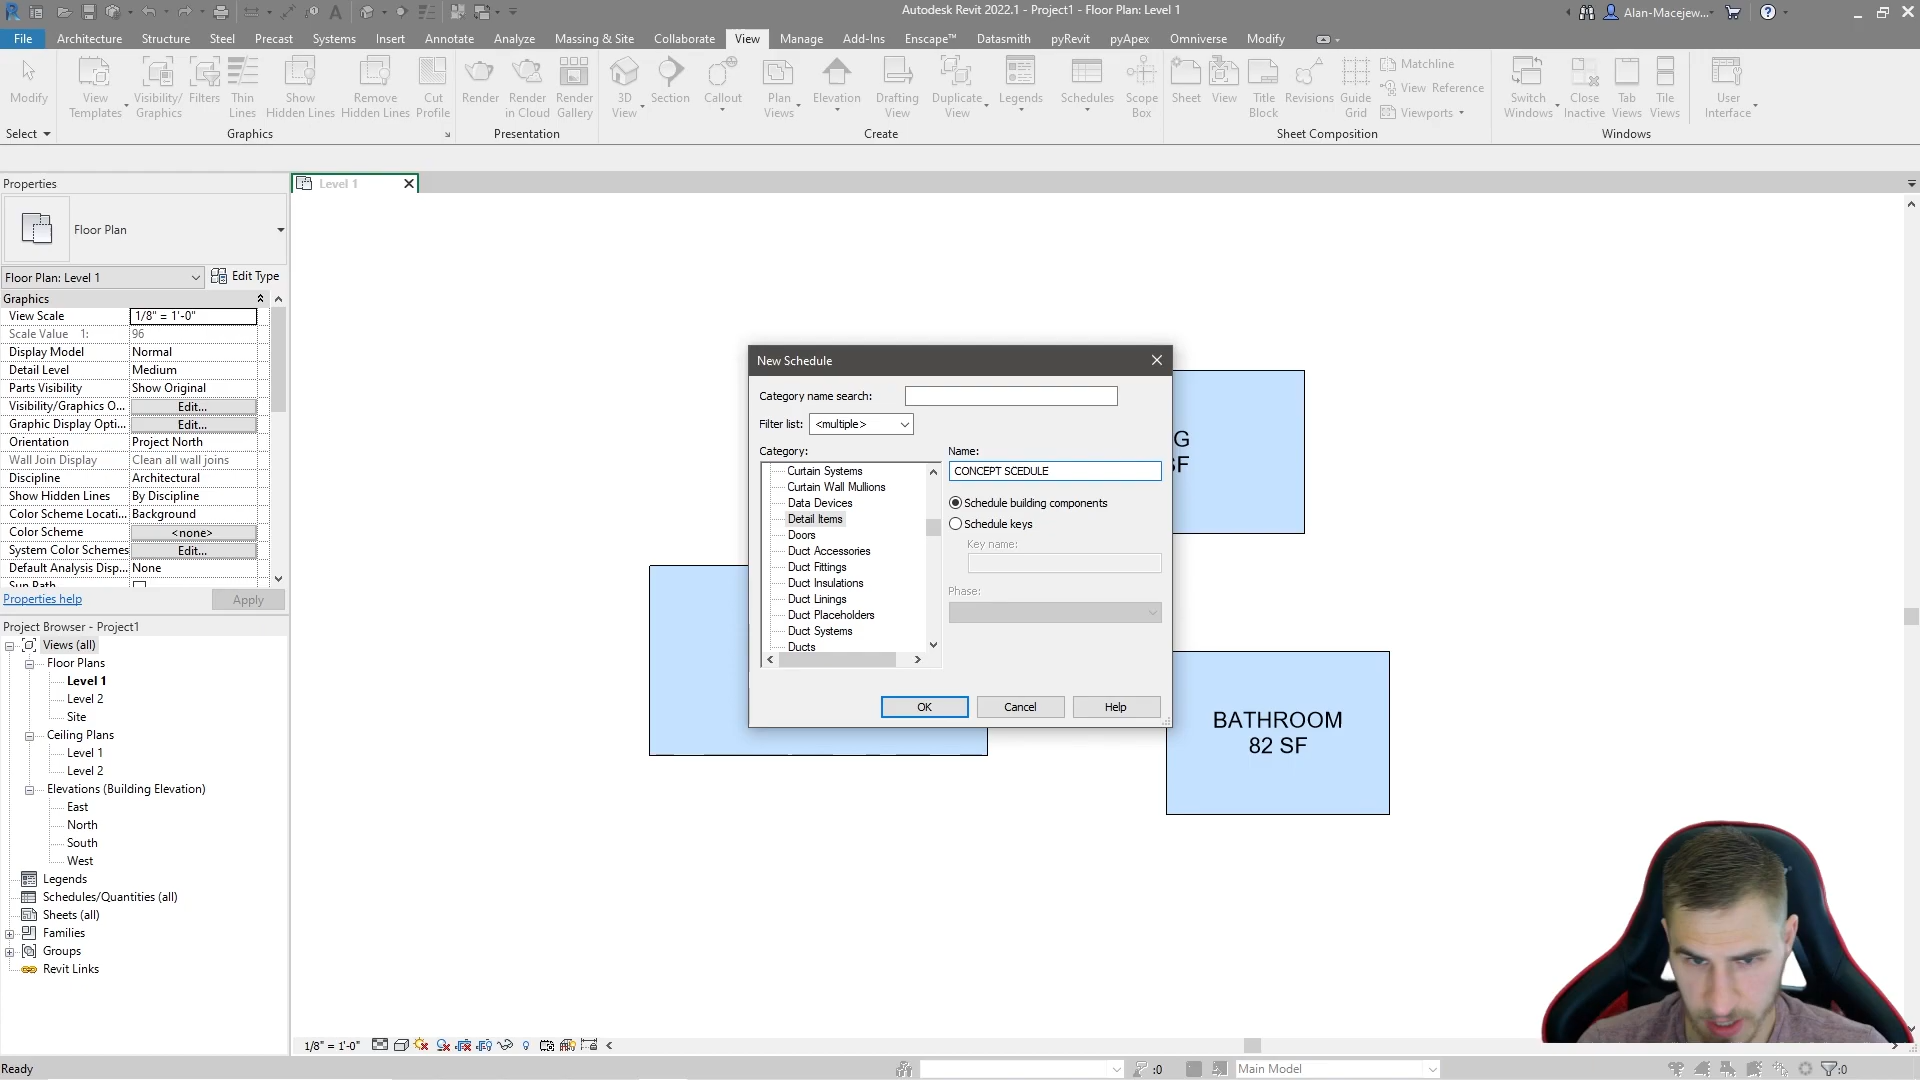 Autodesk Revit 2022.1 - Project1 - Floor Plan: Level 1
Alan-Macejew...
File Architecture Structure Steel Precast Systems Insert Annotate Analyze Massing & Site Collaborate View Manage Add-Ins Enscape™ Datasmith pyRevit pyApex Omniverse Modify
Modify
View Templates
Visibility/ Graphics
Filters
Thin Lines
Show Hidden Lines
Remove Hidden Lines
Cut Profile
Render
Render in Cloud
Render Gallery
3D View
Section
Callout
Plan Views
Elevation
Drafting View
Duplicate View
Legends
Schedules
Scope Box
Sheet
View
Title Block
Revisions
Guide Grid
Matchline
View Reference
Viewports
Switch Windows
Close Inactive
Tab Views
Tile Views
User Interface
Select Graphics Presentation Create Sheet Composition Windows
Properties
Level 1
Floor Plan
Floor Plan: Level 1 Edit Type
Graphics
View Scale 1/8" = 1'-0"
Scale Value 1: 96
Display Model Normal
Detail Level Medium
Parts Visibility Show Original
Visibility/Graphics O... Edit...
Graphic Display Opti... Edit...
Orientation Project North
Wall Join Display Clean all wall joins
Discipline Architectural
Show Hidden Lines By Discipline
Color Scheme Locati... Background
Color Scheme <none>
System Color Schemes Edit...
Default Analysis Disp... None
Sun Path
Properties help Apply
Project Browser - Project1
Views (all)
Floor Plans
Level 1
Level 2
Site
Ceiling Plans
Level 1
Level 2
Elevations (Building Elevation)
East
North
South
West
Legends
Schedules/Quantities (all)
Sheets (all)
Families
Groups
Revit Links
New Schedule
Category name search:
Filter list: <multiple>
Category:
Curtain Systems
Curtain Wall Mullions
Data Devices
Detail Items
Doors
Duct Accessories
Duct Fittings
Duct Insulations
Duct Linings
Duct Placeholders
Duct Systems
Ducts
Name:
CONCEPT SCEDULE
Schedule building components
Schedule keys
Key name:
Phase:
OK Cancel Help
G
SF
BATHROOM
82 SF
1/8" = 1'-0"
Ready
:0
Main Model
:0